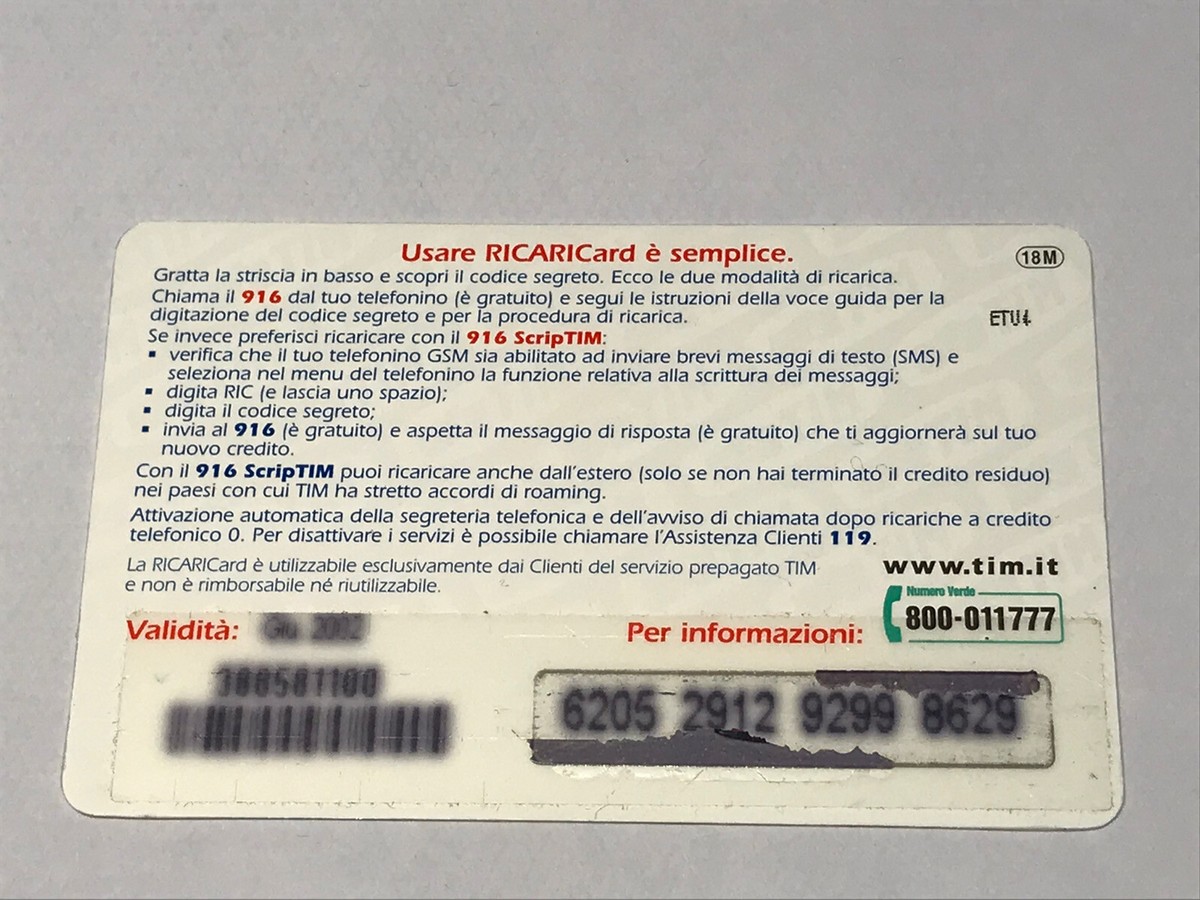 Usare RICARICard è semplice.
18M
Gratta la striscia in basso e scopri il codice segreto. Ecco le due modalità di ricarica.
Chiama il 916 dal tuo telefonino (è gratuito) e segui le istruzioni della voce guida per la
digitazione del codice segreto e per la procedura di ricarica.
ETU4
Se invece preferisci ricaricare con il 916 ScripTIM:
▪ verifica che il tuo telefonino GSM sia abilitato ad inviare brevi messaggi di testo (SMS) e
seleziona nel menu del telefonino la funzione relativa alla scrittura dei messaggi;
▪ digita RIC (e lascia uno spazio);
▪ digita il codice segreto;
▪ invia al 916 (è gratuito) e aspetta il messaggio di risposta (è gratuito) che ti aggiornerà sul tuo
nuovo credito.
Con il 916 ScripTIM puoi ricaricare anche dall'estero (solo se non hai terminato il credito residuo)
nei paesi con cui TIM ha stretto accordi di roaming.
Attivazione automatica della segreteria telefonica e dell'avviso di chiamata dopo ricariche a credito
telefonico 0. Per disattivare i servizi è possibile chiamare l'Assistenza Clienti 119.
La RICARICard è utilizzabile esclusivamente dai Clienti del servizio prepagato TIM
e non è rimborsabile né riutilizzabile.
www.tim.it
Numero Verde
800-011777
Validità: Giu 2002
Per informazioni:
6205 2912 9299 8629